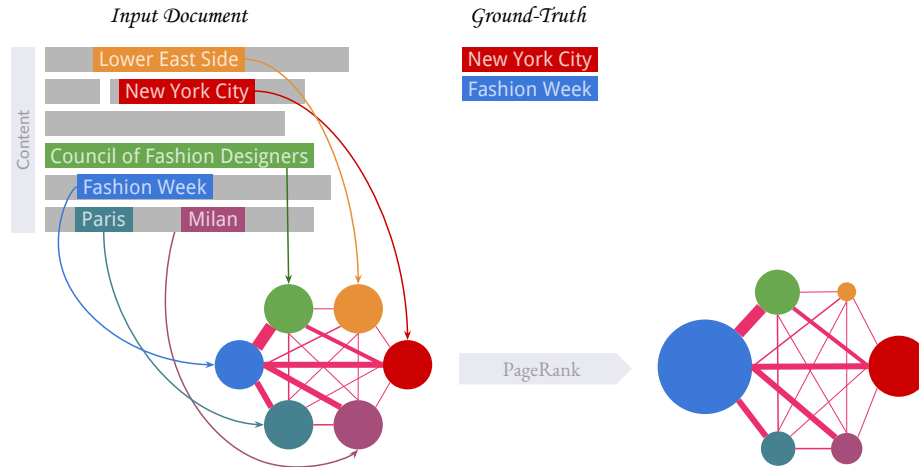 Input Document
Ground-Truth
Content
Lower East Side
New York City
New York City
Fashion Week
Council of Fashion Designers
Fashion Week
Paris Milan
PageRank